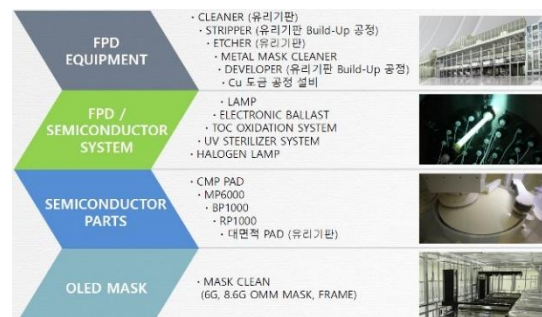 FPD
EQUIPMENT
· CLEANER (유리기판)
· STRIPPER (유리기판 Build-Up 공정)
· ETCHER (유리기판)
· METAL MASK CLEANER
· DEVELOPER (유리기판 Build-Up 공정)
· Cu 도금 공정 설비
FPD /
SEMICONDUCTOR
SYSTEM
· LAMP
· ELECTRONIC BALLAST
· TOC OXIDATION SYSTEM
· UV STERILIZER SYSTEM
· HALOGEN LAMP
SEMICONDUCTOR
PARTS
· CMP PAD
· MP6000
· BP1000
· RP1000
· 대면적 PAD (유리기판)
OLED MASK
· MASK CLEAN
(6G, 8.6G OMM MASK, FRAME)